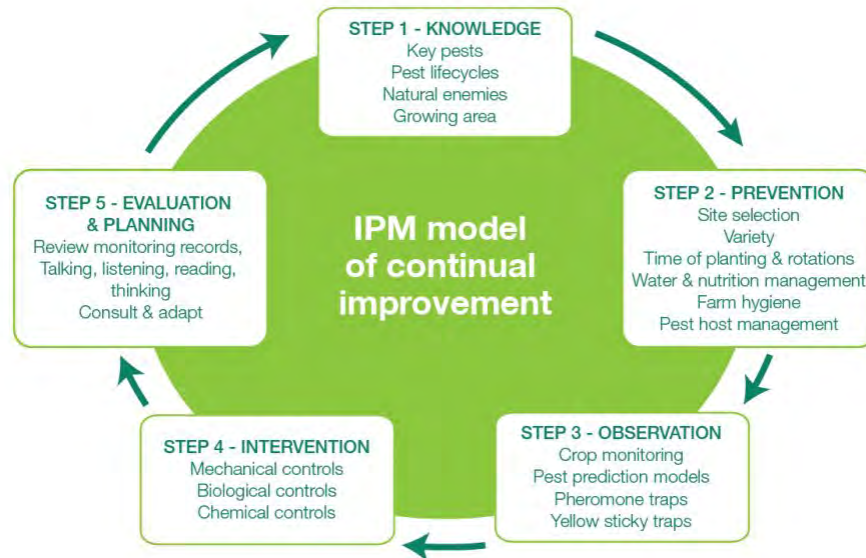 STEP 1 - KNOWLEDGE
Key pests
Pest lifecycles
Natural enemies
Growing area
STEP 2 - PREVENTION
Site selection
Variety
Time of planting & rotations
Water & nutrition management
Farm hygiene
Pest host management
STEP 3 - OBSERVATION
Crop monitoring
Pest prediction models
Pheromone traps
Yellow sticky traps
STEP 4 - INTERVENTION
Mechanical controls
Biological controls
Chemical controls
STEP 5 - EVALUATION
& PLANNING
Review monitoring records,
Talking, listening, reading,
thinking
Consult & adapt
IPM model
of continual
improvement